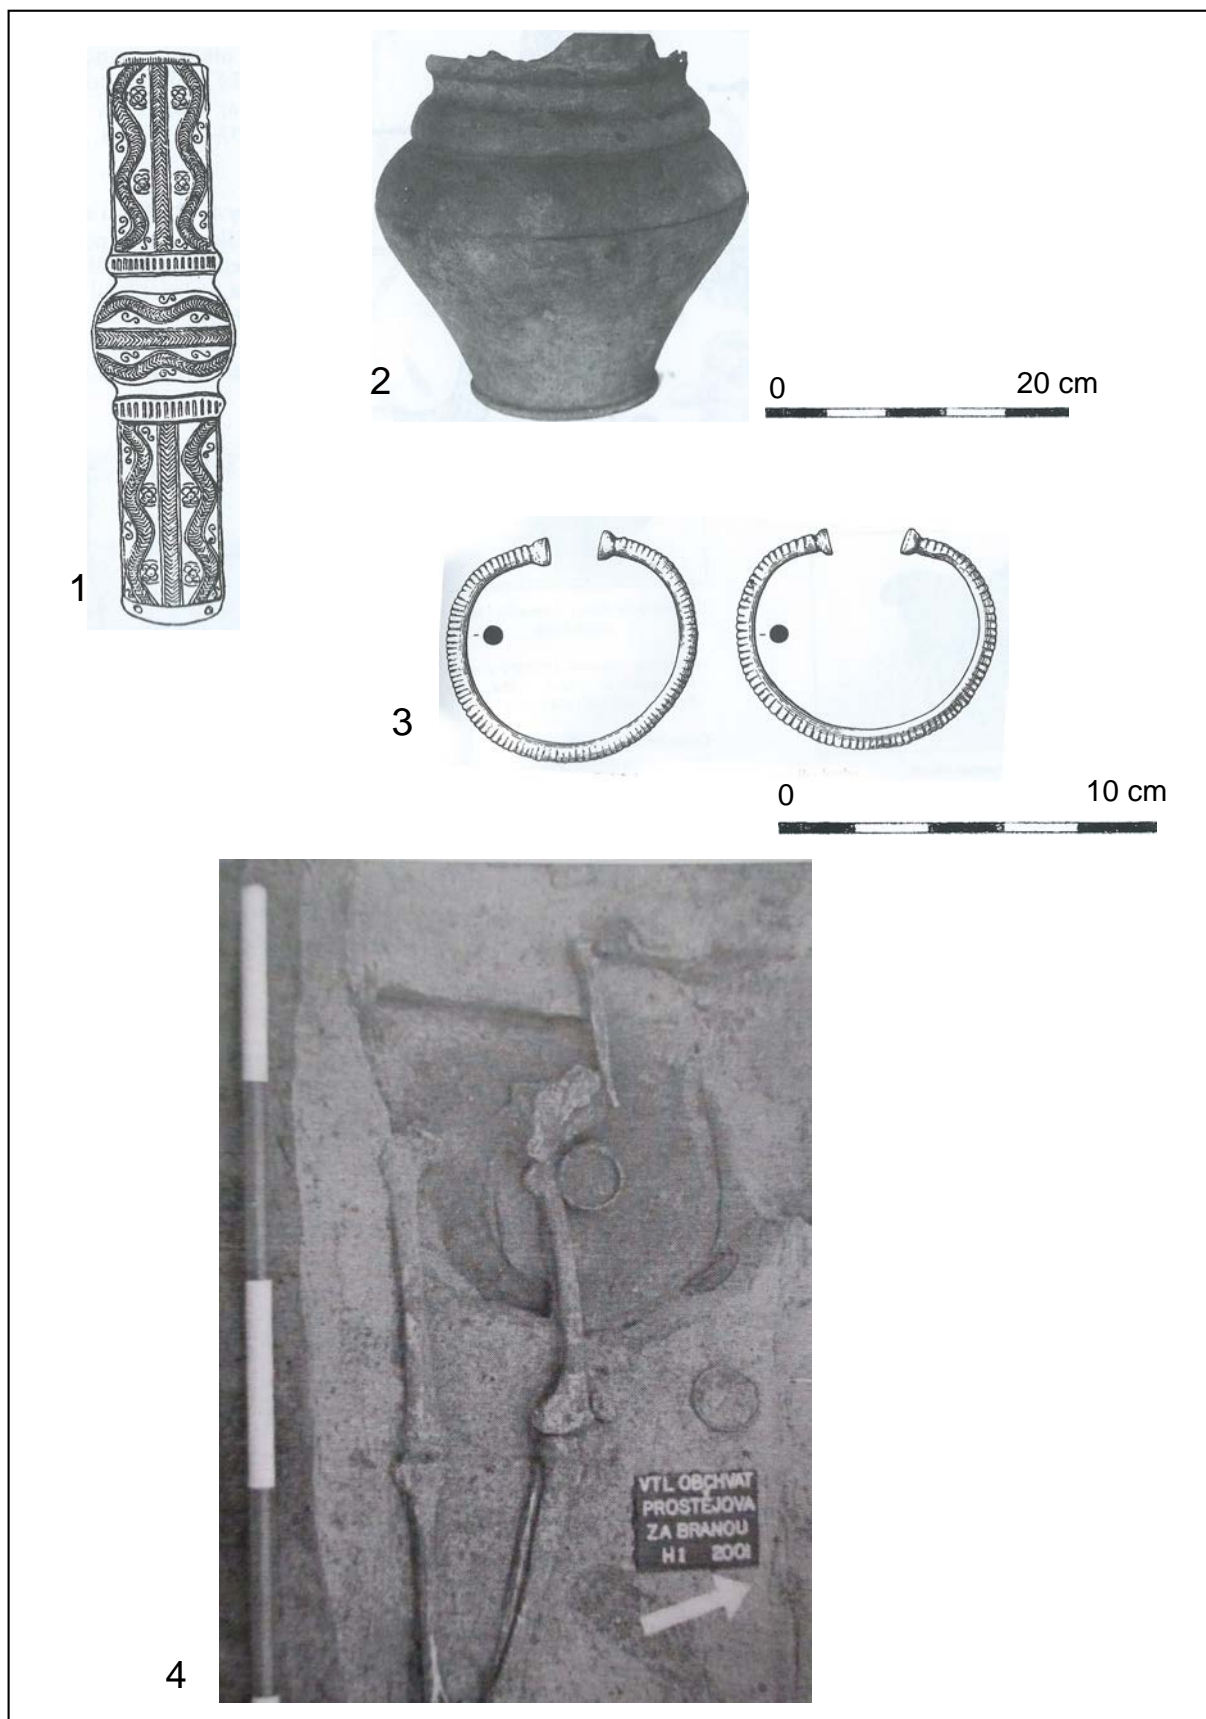 1
2
0 20 cm
3
0 10 cm
VTL OBCHVAT
PROSTĚJOVA
ZA BRANOU
H1 2001
4